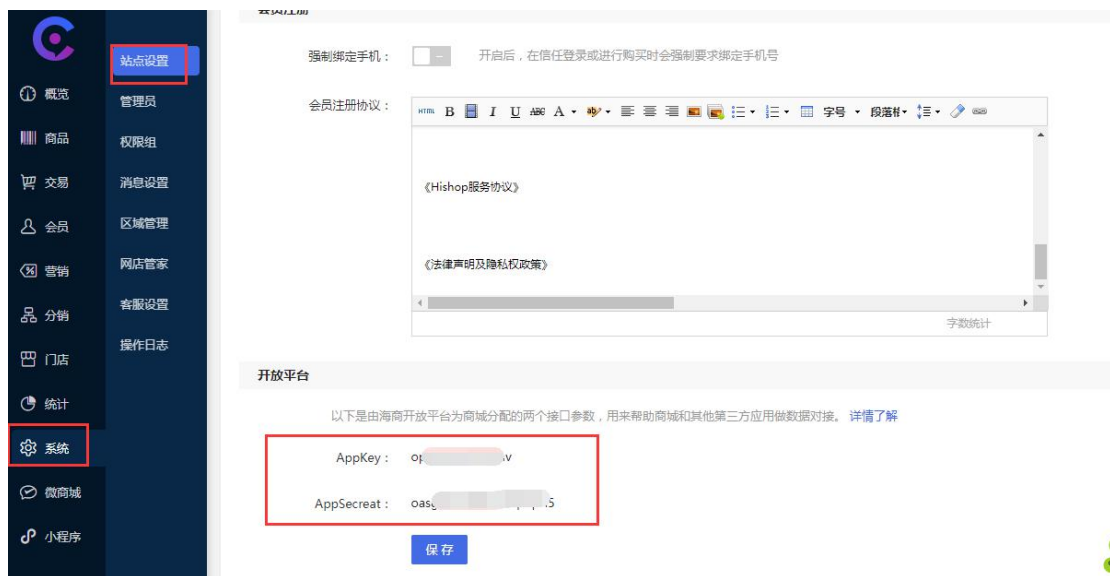 站点设置
概览
管理员
商品
权限组
交易
消息设置
会员
区域管理
营销
网店管家
分销
客服设置
门店
操作日志
统计
系统
微商城
小程序
会员注册
强制绑定手机：
开启后，在信任登录或进行购买时会强制要求绑定手机号
会员注册协议：
HTML B I U ABC A ab 字号 段落样
《Hishop服务协议》
《法律声明及隐私权政策》
字数统计
开放平台
以下是由海商开放平台为商城分配的两个接口参数，用来帮助商城和其他第三方应用做数据对接。 详情了解
AppKey：
AppSecreat：
保存